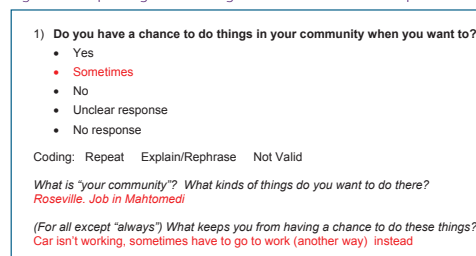 1) Do you have a chance to do things in your community when you want to?
• Yes
• Sometimes
• No
• Unclear response
• No response
Coding: Repeat Explain/Rephrase Not Valid
What is “your community”? What kinds of things do you want to do there?
Roseville. Job in Mahtomedi
(For all except “always”) What keeps you from having a chance to do these things?
Car isn’t working, sometimes have to go to work (another way) instead